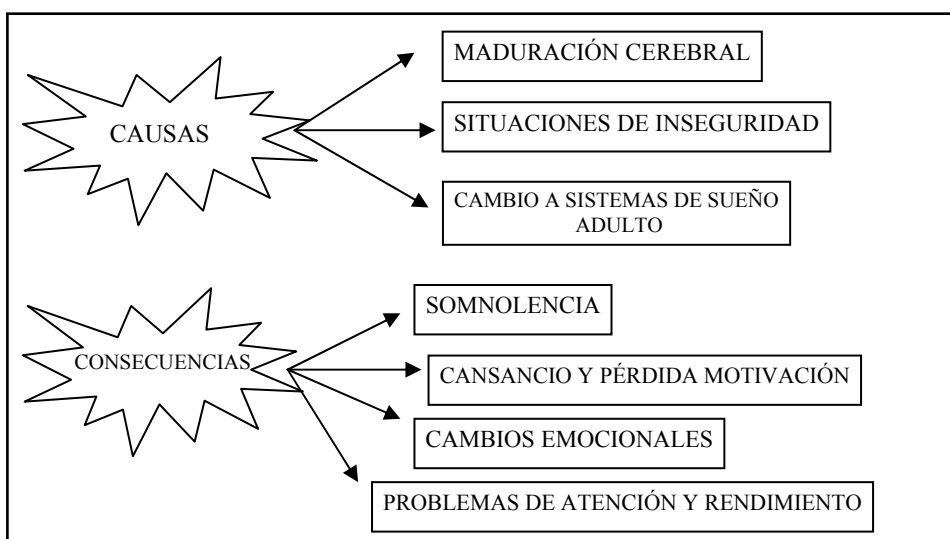 CAUSAS
MADURACIÓN CEREBRAL
SITUACIONES DE INSEGURIDAD
CAMBIO A SISTEMAS DE SUEÑO
ADULTO
CONSECUENCIAS
SOMNOLENCIA
CANSANCIO Y PÉRDIDA MOTIVACIÓN
CAMBIOS EMOCIONALES
PROBLEMAS DE ATENCIÓN Y RENDIMIENTO